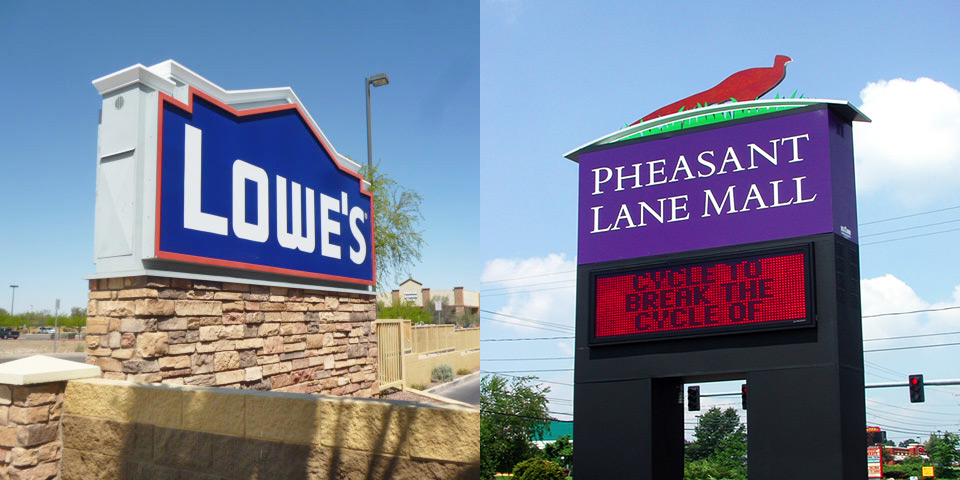 LOWE'S
PHEASANT
LANE MALL
CYCLE TO
BREAK THE
CYCLE OF